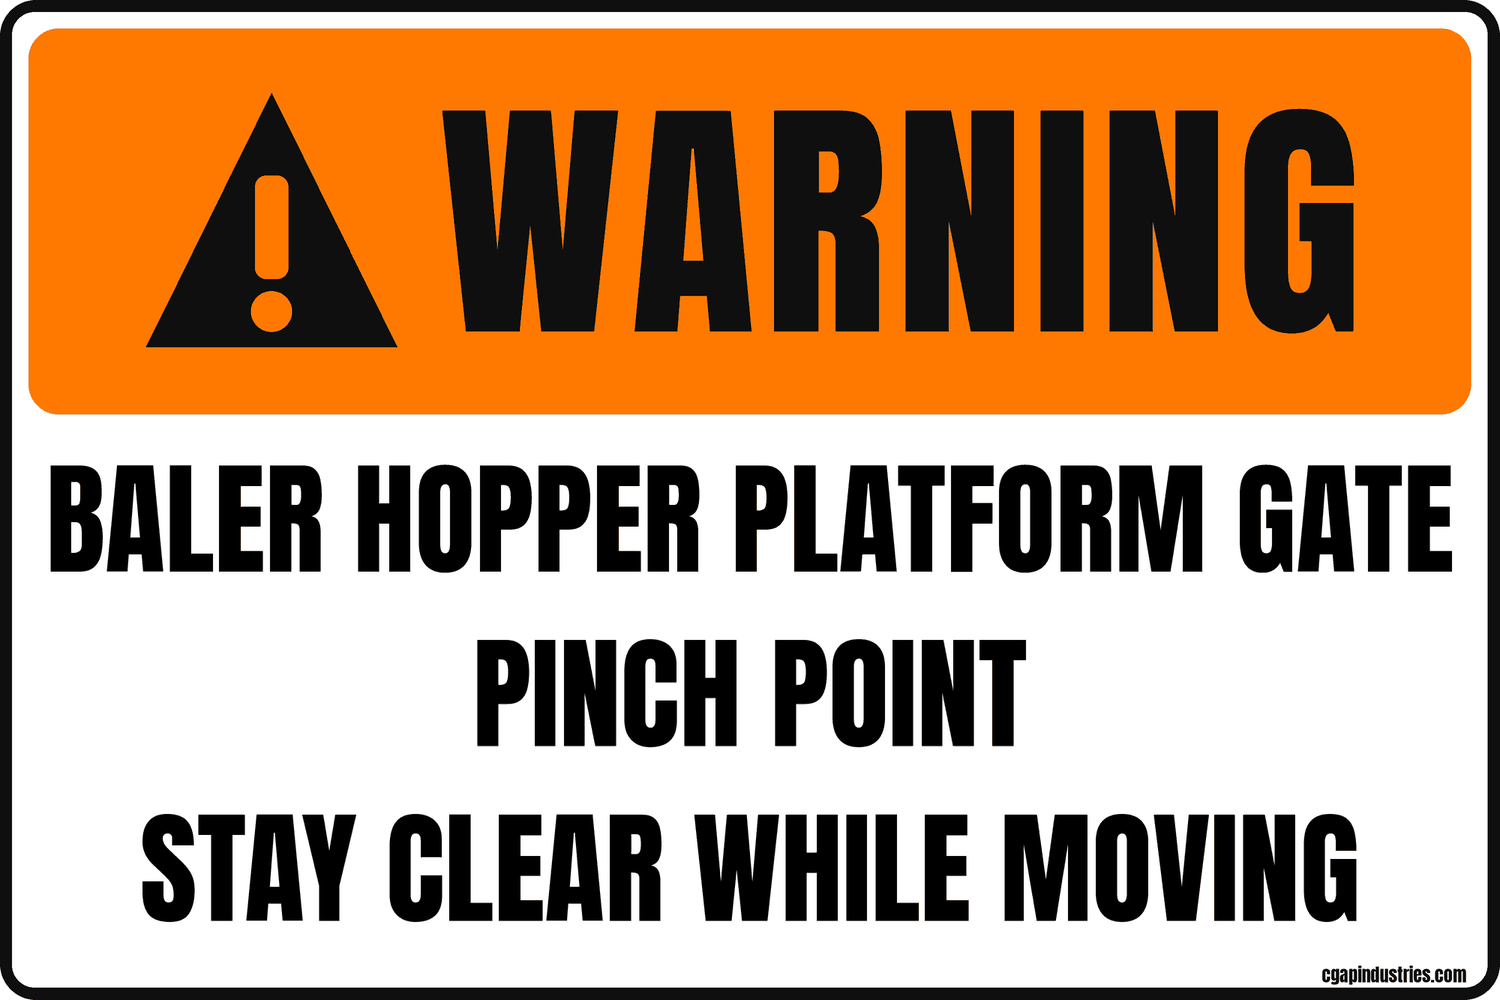 WARNING
BALER HOPPER PLATFORM GATE
PINCH POINT
STAY CLEAR WHILE MOVING
cgapindustries.com